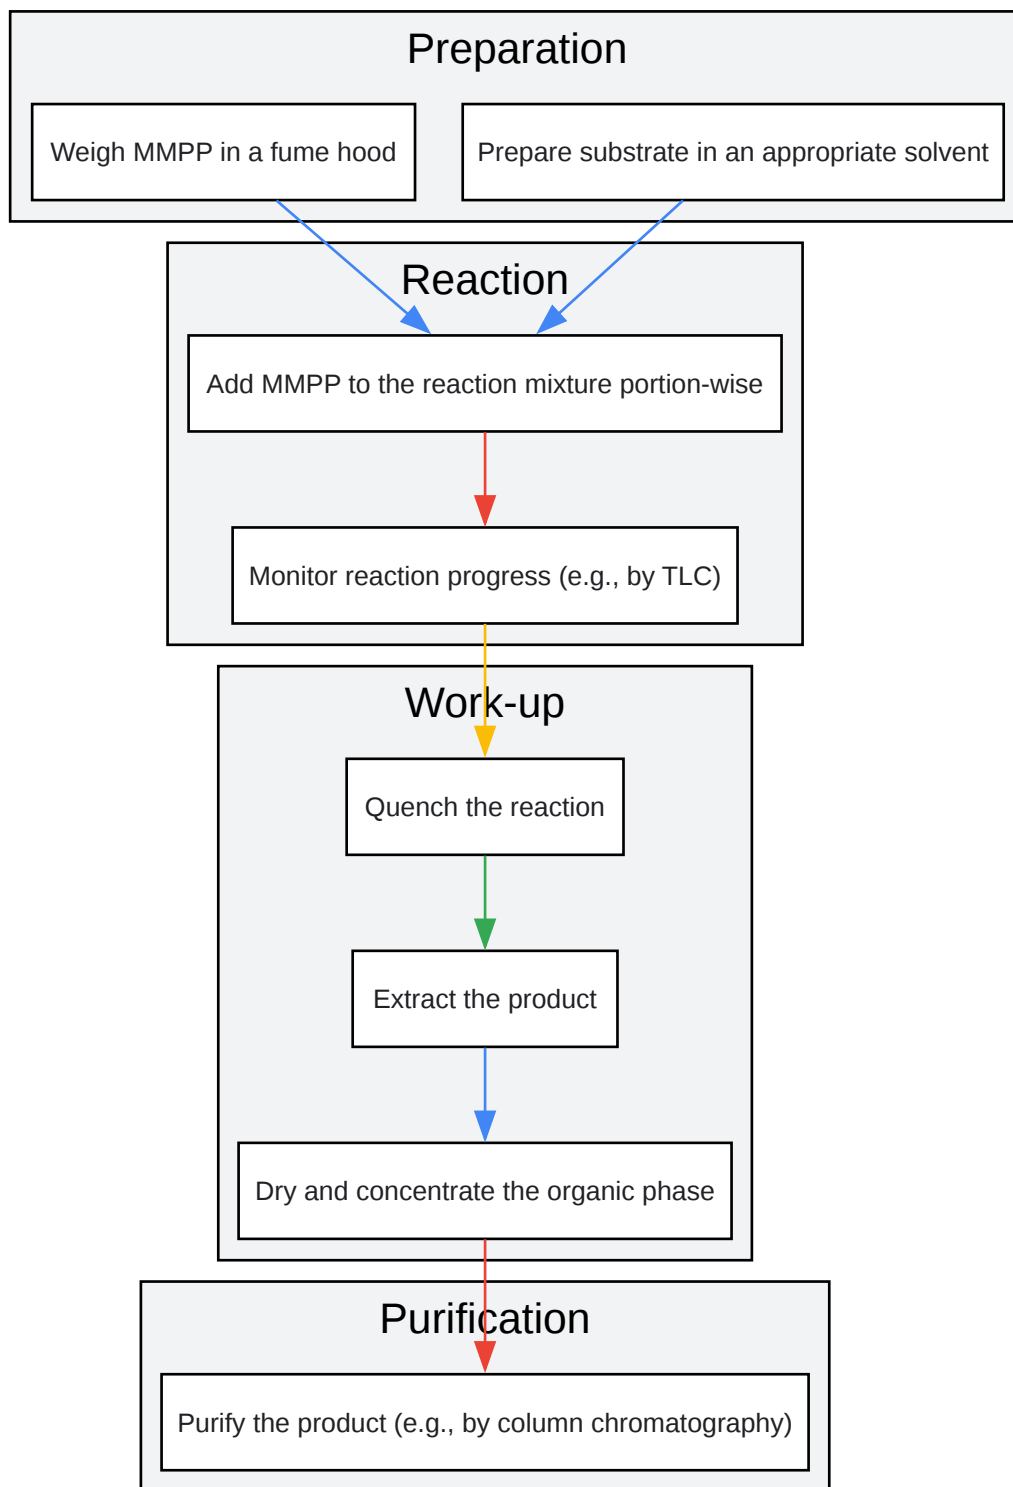 Preparation
Weigh MMPP in a fume hood
Prepare substrate in an appropriate solvent
Reaction
Add MMPP to the reaction mixture portion-wise
Monitor reaction progress (e.g., by TLC)
Work-up
Quench the reaction
Extract the product
Dry and concentrate the organic phase
Purification
Purify the product (e.g., by column chromatography)